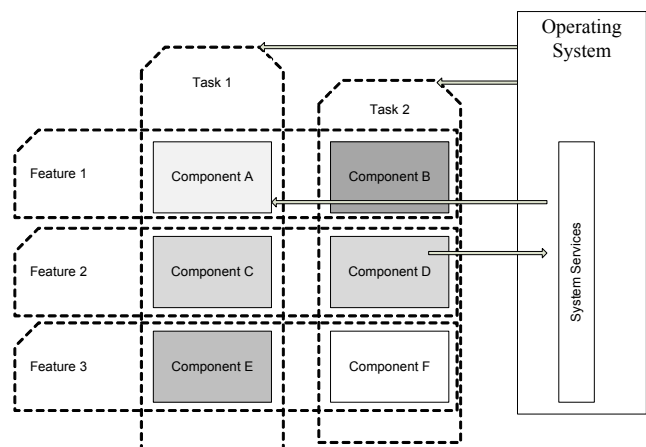 Operating
System
Task 1
Task 2
Feature 1
Component A
Component B
Feature 2
Component C
Component D
System Services
Feature 3
Component E
Component F